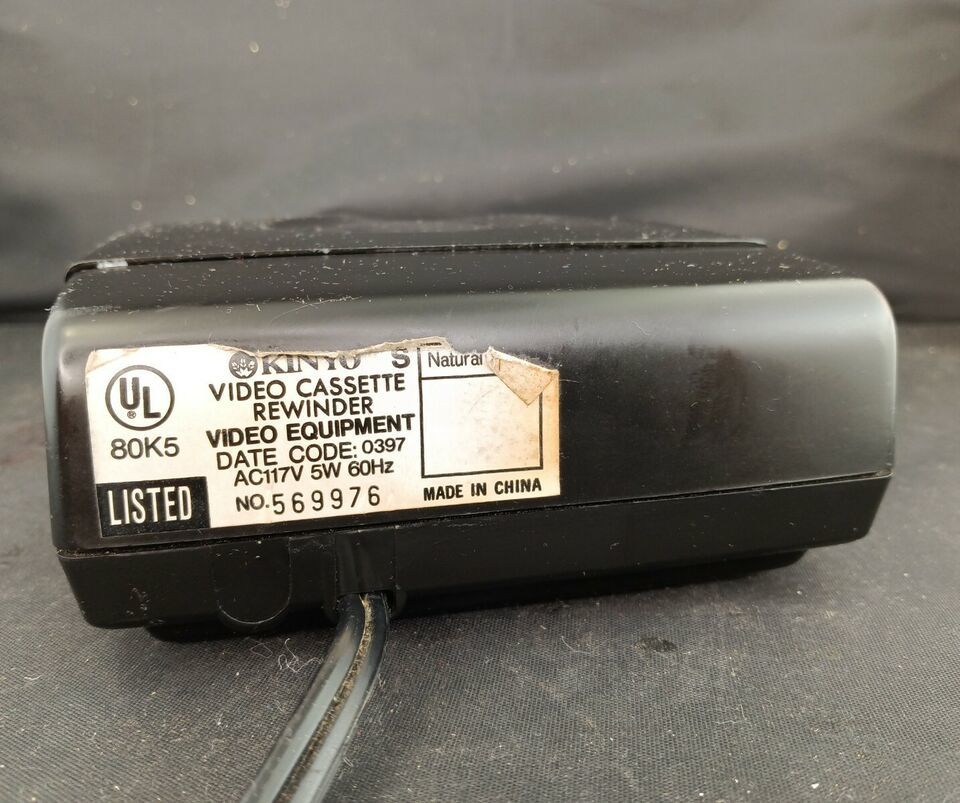 KINYO S
VIDEO CASSETTE
REWINDER
VIDEO EQUIPMENT
DATE CODE: 0397
AC117V 5W 60Hz
NO. 569976
UL
®
80K5
LISTED
Natural
MADE IN CHINA